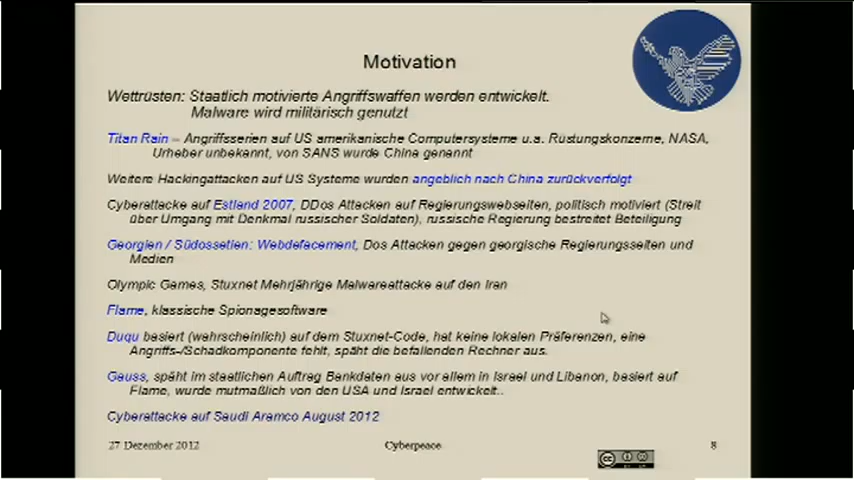 Motivation
Wettrüsten: Staatlich motivierte Angriffswaffen werden entwickelt.
Malware wird militärisch genutzt
Titan Rain – Angriffsserien auf US amerikanische Computersysteme u.a. Rüstungskonzerne, NASA,
Urheber unbekannt, von SANS wurde China genannt
Weitere Hackingattacken auf US Systeme wurden angeblich nach China zurückverfolgt
Cyberattacke auf Estland 2007, DDos Attacken auf Regierungswebseiten, politisch motiviert (Streit
über Umgang mit Denkmal russischer Soldaten), russische Regierung bestreitet Beteiligung
Georgien / Südossetien: Webdefacement, Dos Attacken gegen georgische Regierungsseiten und
Medien
Olympic Games, Stuxnet Mehrjährige Malwareattacke auf den Iran
Flame, klassische Spionagesoftware
Duqu basiert (wahrscheinlich) auf dem Stuxnet-Code, hat keine lokalen Präferenzen, eine
Angriffs-/Schadkomponente fehlt, späht die befallenden Rechner aus.
Gauss, späht im staatlichen Auftrag Bankdaten aus vor allem in Israel und Libanon, basiert auf
Flame, wurde mutmaßlich von den USA und Israel entwickelt..
Cyberattacke auf Saudi Aramco August 2012
27 Dezember 2012 Cyberpeace 8
cc